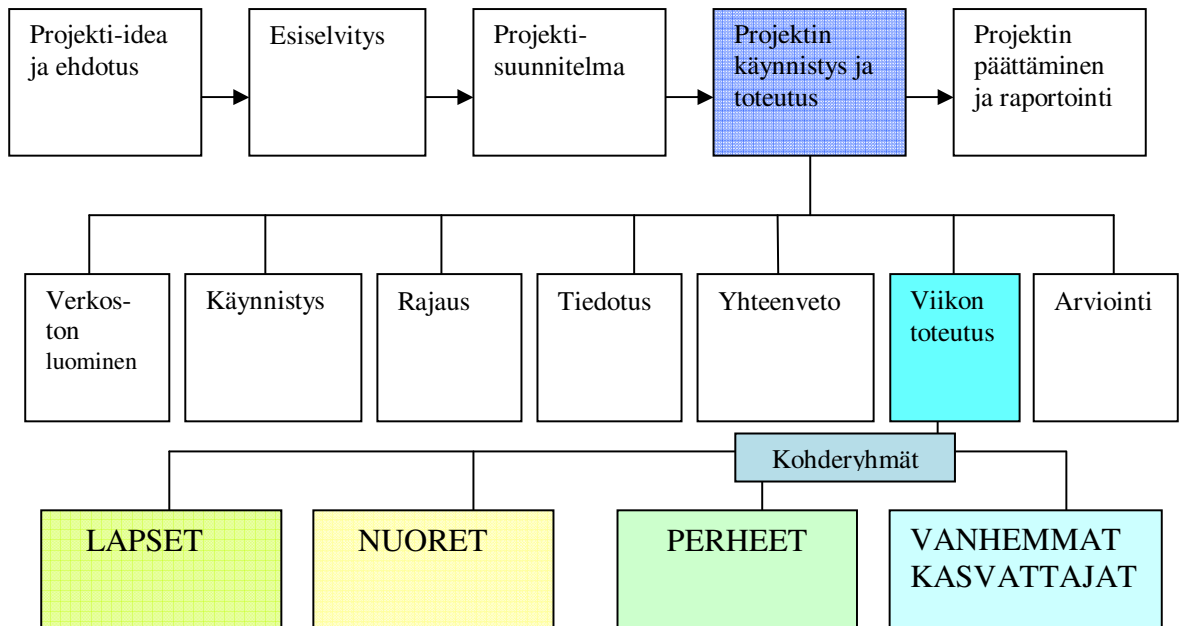 Projekti-idea
ja ehdotus
Esiselvitys
Projekti-
suunnitelma
Projektin
käynnistys ja
toteutus
Projektin
päättäminen
ja raportointi
Verkos-
ton
luominen
Käynnistys
Rajaus
Tiedotus
Yhteenveto
Viikon
toteutus
Arviointi
Kohderyhmät
LAPSET
NUORET
PERHEET
VANHEMMAT
KASVATTAJAT